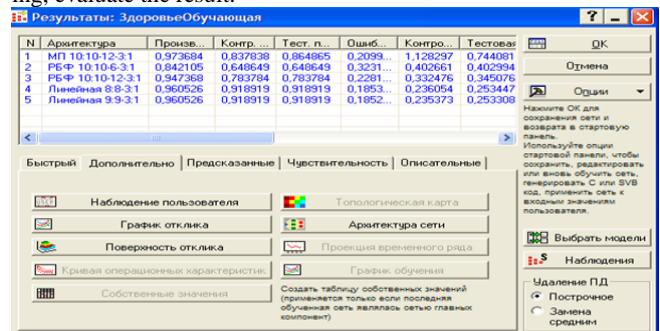 ng, evaluate the result.
Результаты: ЗдоровьеОбучающая
N Архитектура Произв... Контр. ... Тест. п... Ошиб... Контро... Тестовая
1 МП 10:10-12-3:1 0,973684 0,837838 0,864865 0,2099... 1,128297 0,744081
2 РБФ 10:10-6-3:1 0,842105 0,648649 0,648649 0,3231... 0,402661 0,402994
3 РБФ 10:10-12-3:1 0,947368 0,783784 0,783784 0,2281... 0,332476 0,345076
4 Линейная 8:8-3:1 0,960526 0,918919 0,918919 0,1853... 0,236054 0,253447
5 Линейная 9:9-3:1 0,960526 0,918919 0,918919 0,1852... 0,235373 0,253308
OK
Отмена
Опции
Нажмите ОК для
сохранения сети и
возврата в стартовую
панель.
Используйте опции
стартовой панели, чтобы
сохранить, редактировать
или вновь обучить сеть,
генерировать C или SVB
код, применить сеть к
входным значениям
пользователя.
Выбрать модели
Наблюдения
Удаление ПД
Построчное
Замена
средним
Быстрый Дополнительно Предсказанные Чувствительность Описательные
Наблюдение пользователя
Топологическая карта
График отклика
Архитектура сети
Поверхность отклика
Проекция временного ряда
Кривая операционных характеристик
График обучения
Собственные значения
Создать таблицу собственных значений
(применяется только если последняя
обученная сеть являлась сетью главных
компонент)